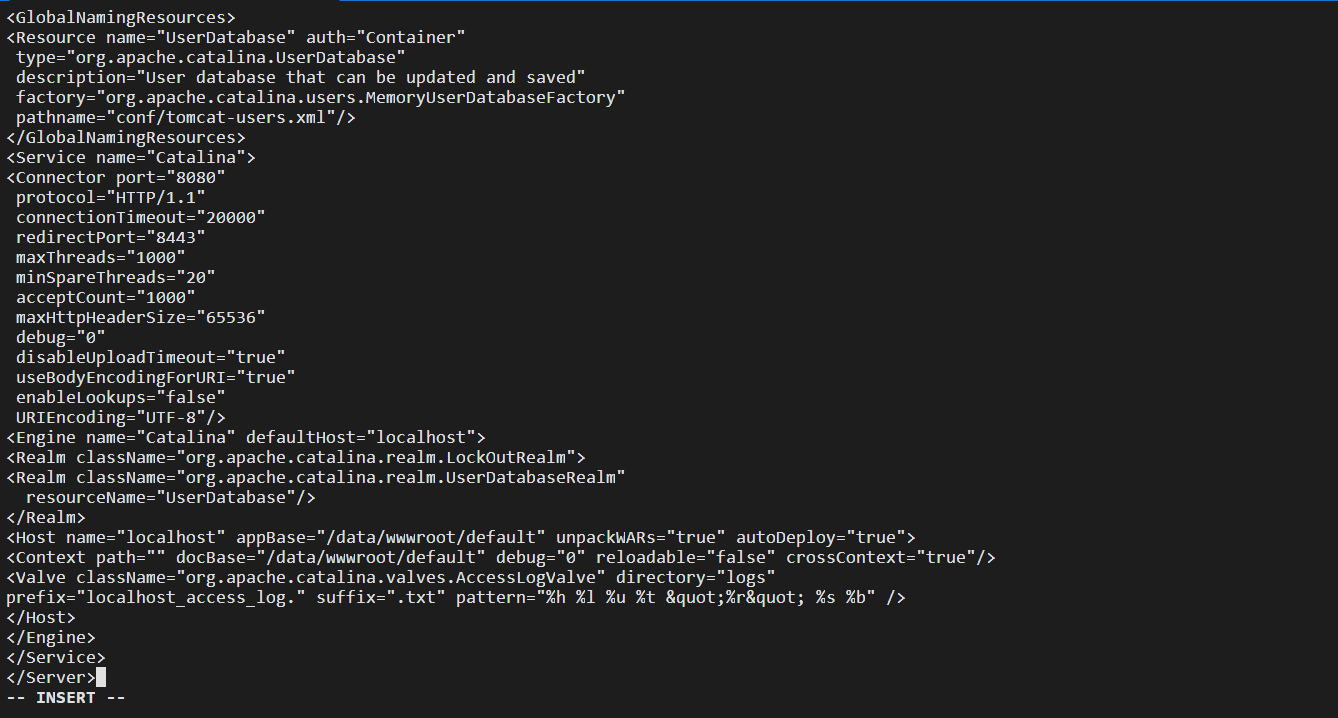 <GlobalNamingResources>
<Resource name="UserDatabase" auth="Container"
 type="org.apache.catalina.UserDatabase"
 description="User database that can be updated and saved"
 factory="org.apache.catalina.users.MemoryUserDatabaseFactory"
 pathname="conf/tomcat-users.xml"/>
</GlobalNamingResources>
<Service name="Catalina">
<Connector port="8080"
 protocol="HTTP/1.1"
 connectionTimeout="20000"
 redirectPort="8443"
 maxThreads="1000"
 minSpareThreads="20"
 acceptCount="1000"
 maxHttpHeaderSize="65536"
 debug="0"
 disableUploadTimeout="true"
 useBodyEncodingForURI="true"
 enableLookups="false"
 URIEncoding="UTF-8"/>
<Engine name="Catalina" defaultHost="localhost">
<Realm className="org.apache.catalina.realm.LockOutRealm">
<Realm className="org.apache.catalina.realm.UserDatabaseRealm"
  resourceName="UserDatabase"/>
</Realm>
<Host name="localhost" appBase="/data/wwwroot/default" unpackWARs="true" autoDeploy="true">
<Context path="" docBase="/data/wwwroot/default" debug="0" reloadable="false" crossContext="true"/>
<Valve className="org.apache.catalina.valves.AccessLogValve" directory="logs"
prefix="localhost_access_log." suffix=".txt" pattern="%h %l %u %t &quot;%r&quot; %s %b" />
</Host>
</Engine>
</Service>
</Server>
-- INSERT --